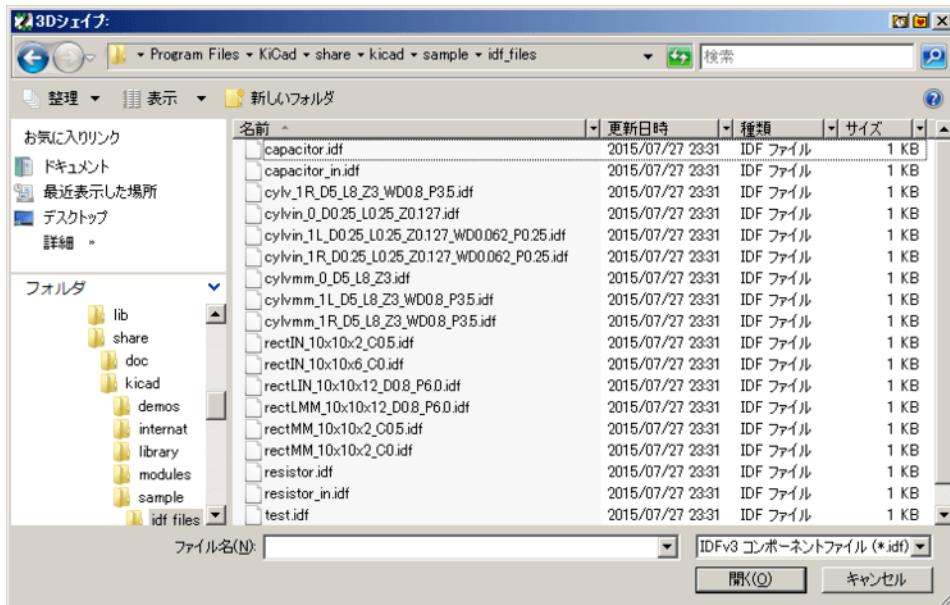 3Dシェイプ:
Program Files KiCad share kicad sample idf_files 検索
整理 表示 新しいフォルダ
お気に入りリンク
ドキュメント
最近表示した場所
デスクトップ
詳細 »
フォルダ
lib
share
doc
kicad
demos
internat
library
modules
sample
idf files
名前 更新日時 種類 サイズ
capacitor.idf 2015/07/27 23:31 IDF ファイル 1 KB
capacitor_in.idf 2015/07/27 23:31 IDF ファイル 1 KB
cylv_1R_D5_L8_Z3_WD0.8_P3.5.idf 2015/07/27 23:31 IDF ファイル 1 KB
cylvin_0_D0.25_L0.25_Z0.127.idf 2015/07/27 23:31 IDF ファイル 1 KB
cylvin_1L_D0.25_L0.25_Z0.127_WD0.062_P0.25.idf 2015/07/27 23:31 IDF ファイル 1 KB
cylvin_1R_D0.25_L0.25_Z0.127_WD0.062_P0.25.idf 2015/07/27 23:31 IDF ファイル 1 KB
cylvmm_0_D5_L8_Z3.idf 2015/07/27 23:31 IDF ファイル 1 KB
cylvmm_1L_D5_L8_Z3_WD0.8_P3.5.idf 2015/07/27 23:31 IDF ファイル 1 KB
cylvmm_1R_D5_L8_Z3_WD0.8_P3.5.idf 2015/07/27 23:31 IDF ファイル 1 KB
rectIN_10x10x2_C0.5.idf 2015/07/27 23:31 IDF ファイル 1 KB
rectIN_10x10x6_C0.idf 2015/07/27 23:31 IDF ファイル 1 KB
rectLIN_10x10x12_D0.8_P6.0.idf 2015/07/27 23:31 IDF ファイル 1 KB
rectLMM_10x10x12_D0.8_P6.0.idf 2015/07/27 23:31 IDF ファイル 1 KB
rectMM_10x10x2_C0.5.idf 2015/07/27 23:31 IDF ファイル 1 KB
rectMM_10x10x2_C0.idf 2015/07/27 23:31 IDF ファイル 1 KB
resistor.idf 2015/07/27 23:31 IDF ファイル 1 KB
resistor_in.idf 2015/07/27 23:31 IDF ファイル 1 KB
test.idf 2015/07/27 23:31 IDF ファイル 1 KB
ファイル名(N): IDFv3 コンポーネントファイル (*.idf)
開く(O) キャンセル